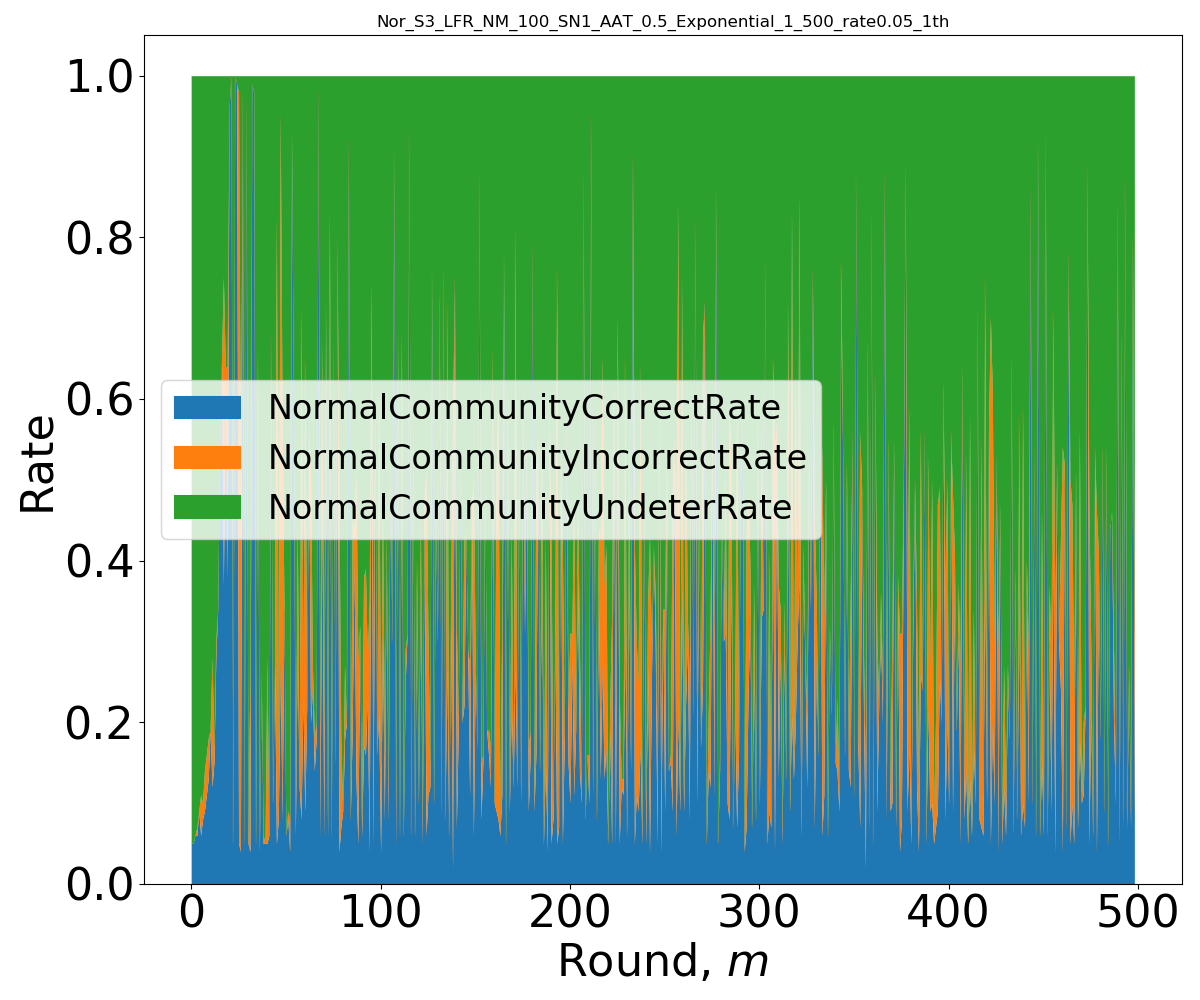 Nor_S3_LFR_NM_100_SN1_AAT_0.5_Exponential_1_500_rate0.05_1th
1.0
0.8
0.6
0.4
0.2
0.0
Rate
NormalCommunityCorrectRate
NormalCommunityIncorrectRate
NormalCommunityUndeterRate
0 100 200 300 400 500
Round, m